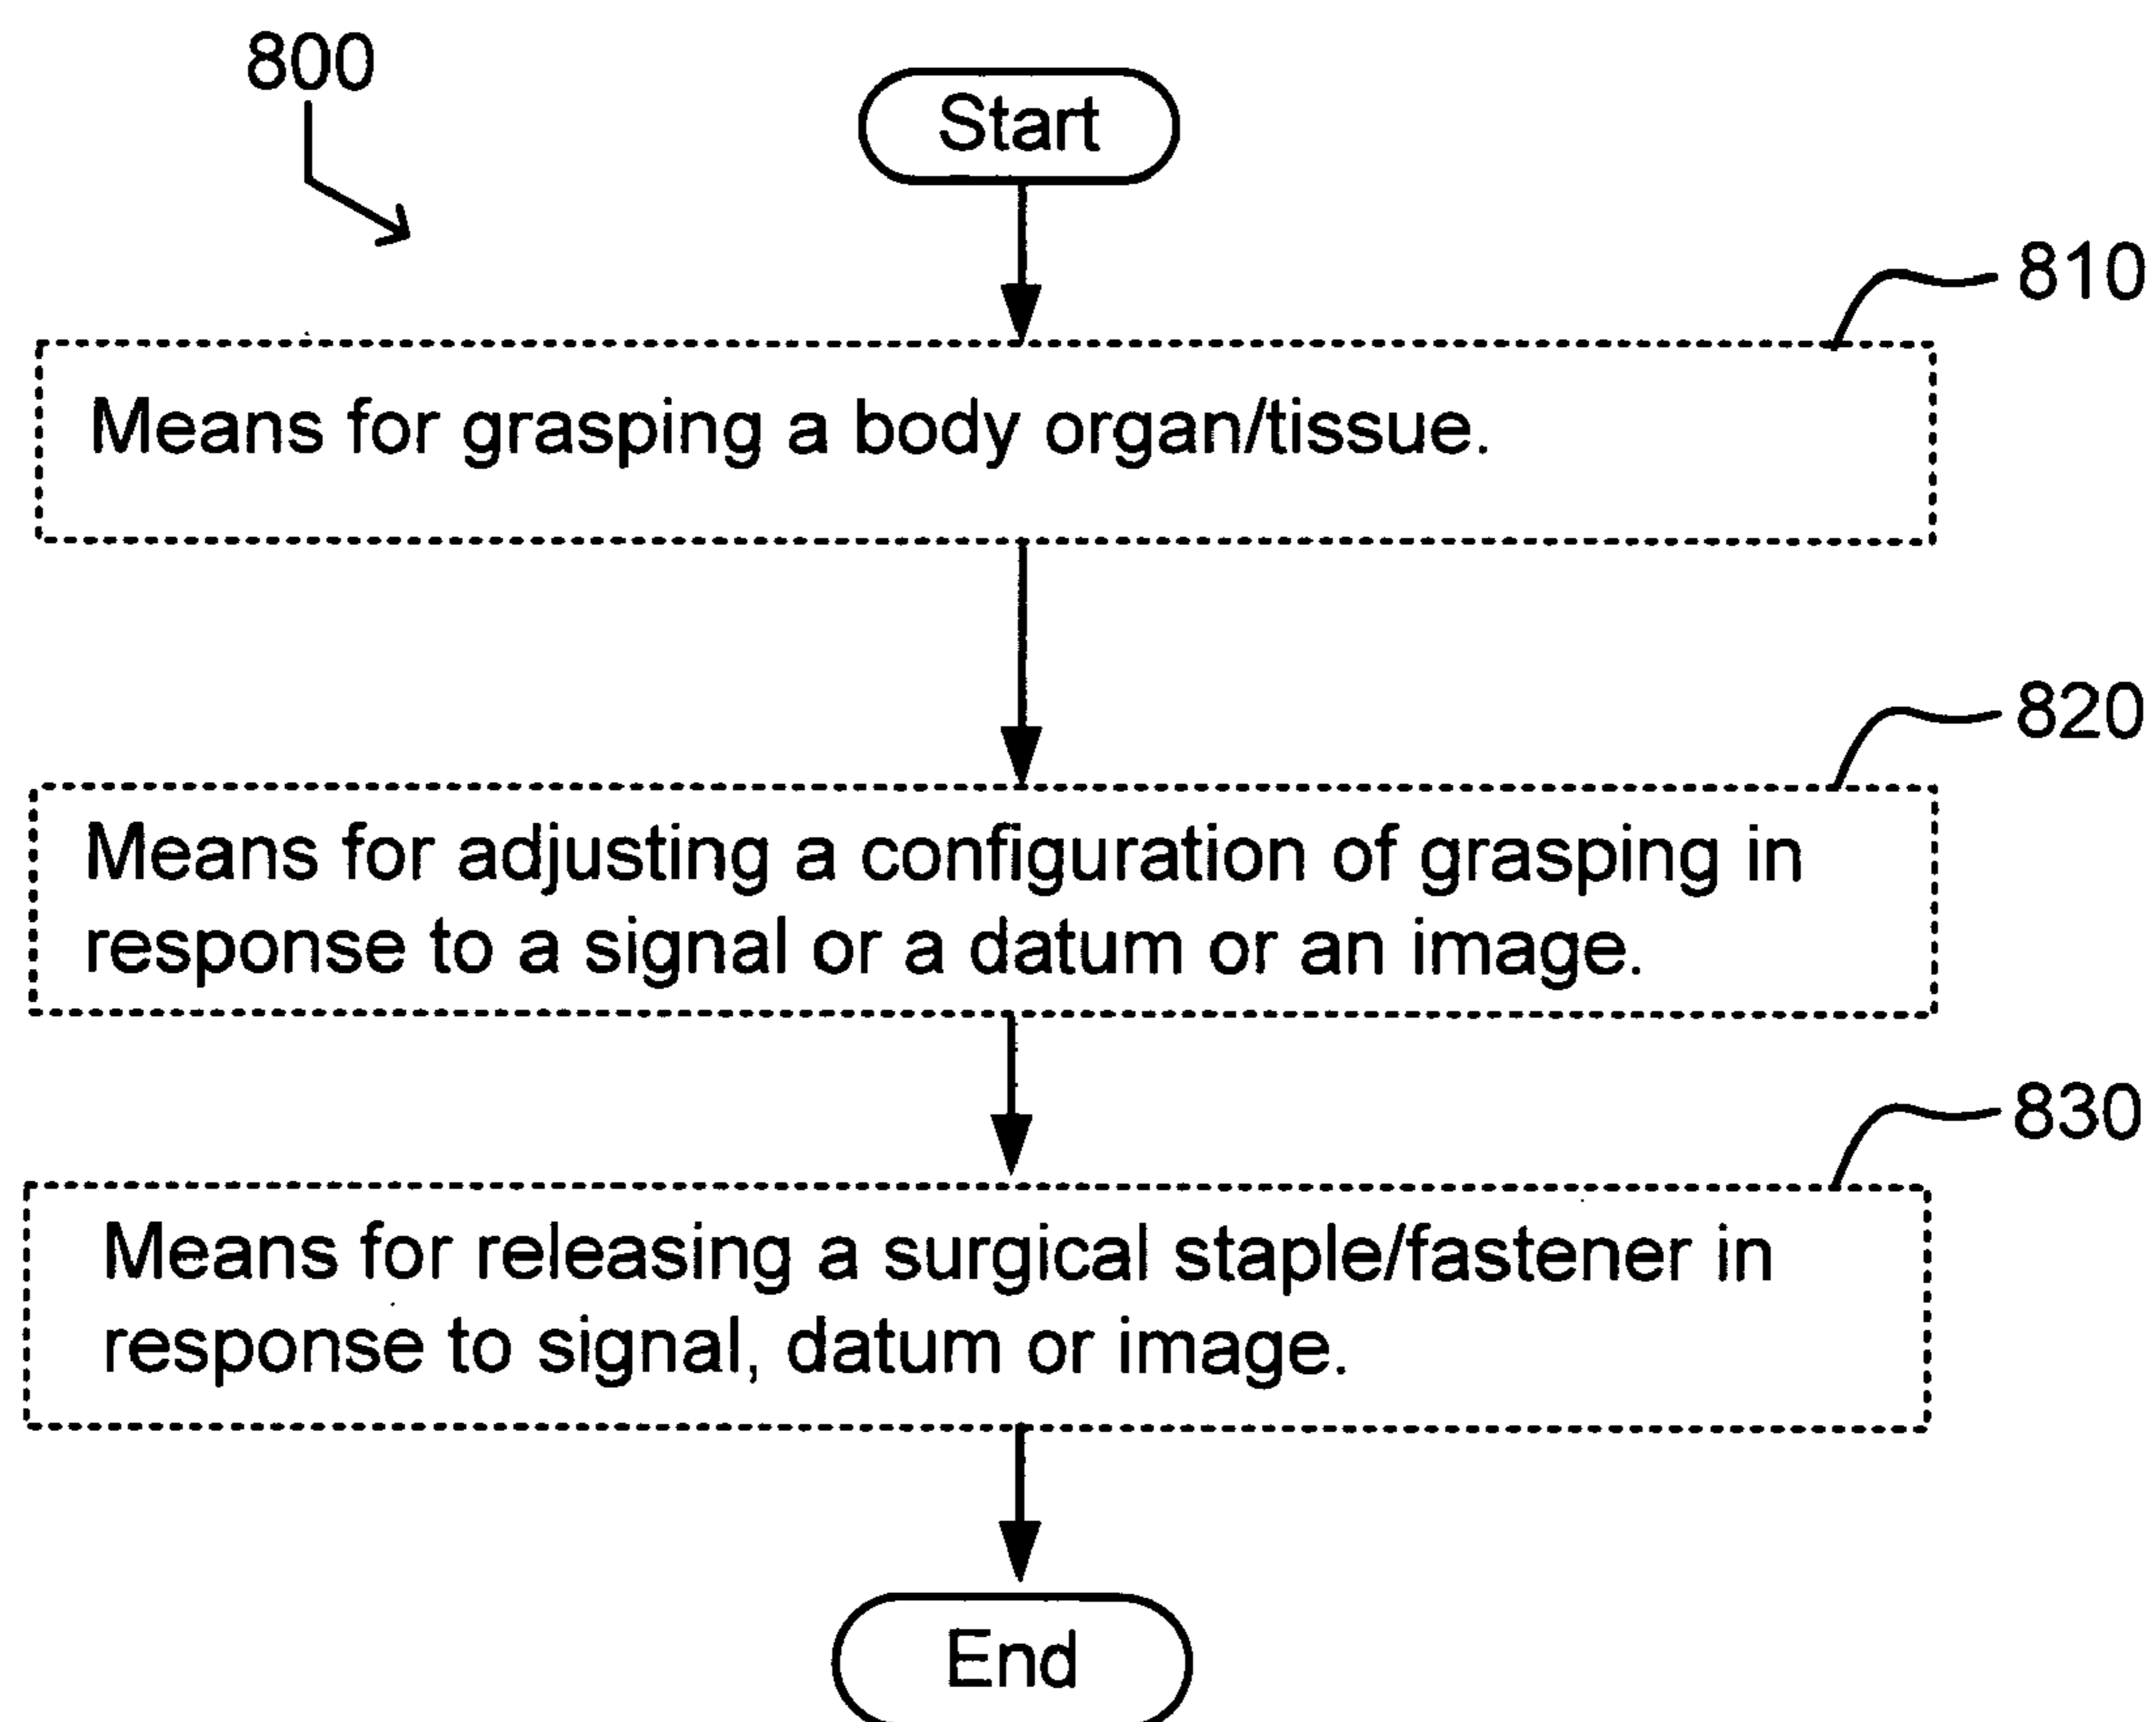 800
Start
810
Means for grasping a body organ/tissue.
820
Means for adjusting a configuration of grasping in
response to a signal or a datum or an image.
830
Means for releasing a surgical staple/fastener in
response to signal, datum or image.
End